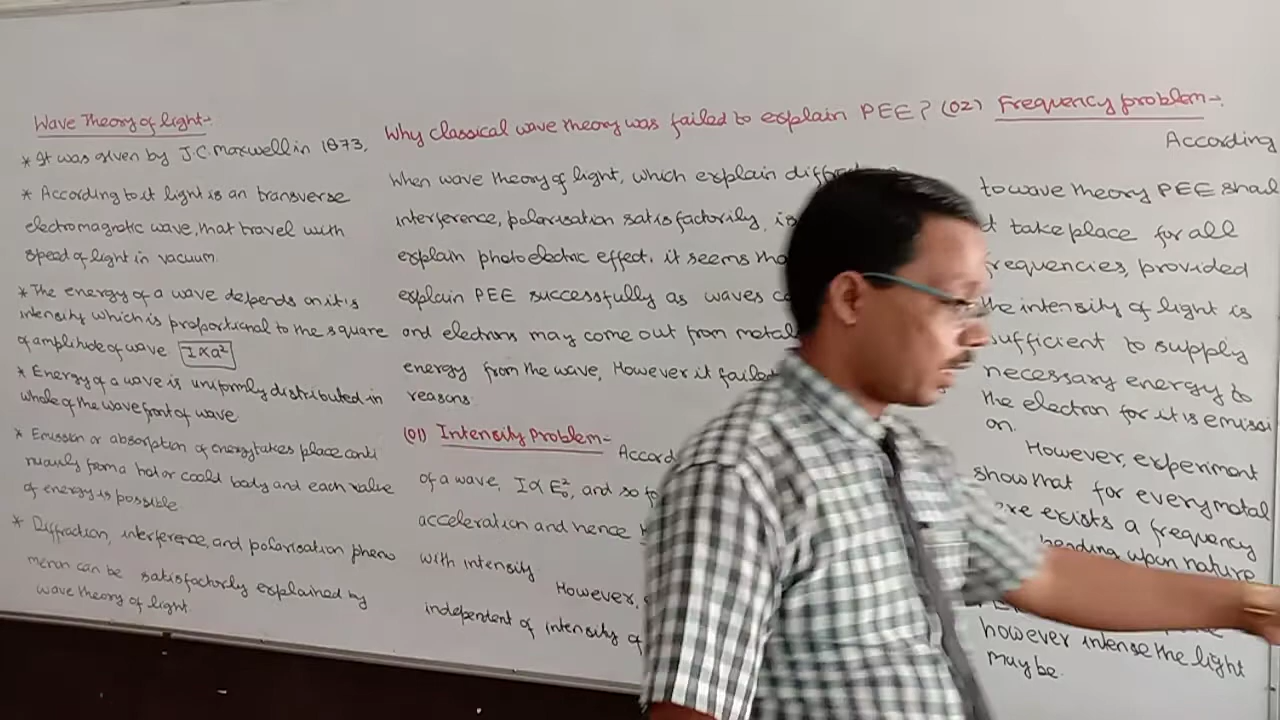 Wave Theory of light:-
* It was given by J.C. Maxwell in 1873.
* According to it light is an transverse
electromagnetic wave, that travel with
speed of light in vacuum.
* The energy of a wave depends on it's
intensity which is proportional to the square
of amplitude of wave I∝a²
* Energy of a wave is uniformly distributed in
whole of the wave front of wave
* Emission or absorption of energy takes place conti
nuously from a hot or coold body and each value
of energy is possible
* Diffraction, interference, and polarisation pheno
menon can be satisfactorily explained by
wave theory of light.
Why classical wave theory was failed to explain PEE?
When wave theory of light, which explain
interference, polarisation satisfactorily, is
explain photoelectric effect. it seems
explain PEE successfully as waves
and electrons may come out from metal
energy from the wave, However it failed
reasons.
(01) Intensity Problem:-
of a wave, I∝E₀², and so
acceleration and hence
with intensity.
However,
independent of intensity of
(02) Frequency problem:-
According
to wave theory PEE shal
take place for all
frequencies, provided
the intensity of light is
sufficient to supply
necessary energy to
the electron for it is emissi
on.
However, experiment
show that for every metal
exists a frequency
upon nature
however intense the light
may be.